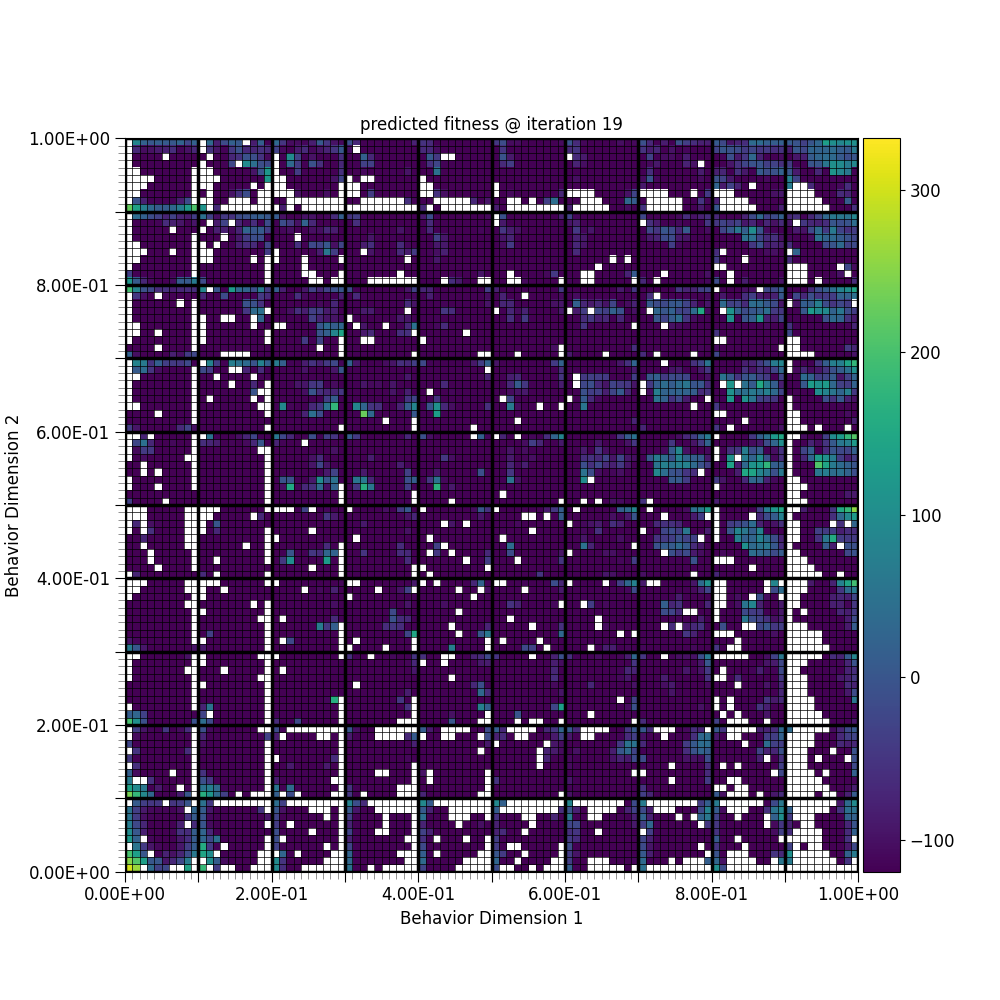 predicted fitness @ iteration 19
1.00E+00
8.00E-01
6.00E-01
4.00E-01
2.00E-01
0.00E+00
Behavior Dimension 2
0.00E+00 2.00E-01 4.00E-01 6.00E-01 8.00E-01 1.00E+00
Behavior Dimension 1
300
200
100
0
−100